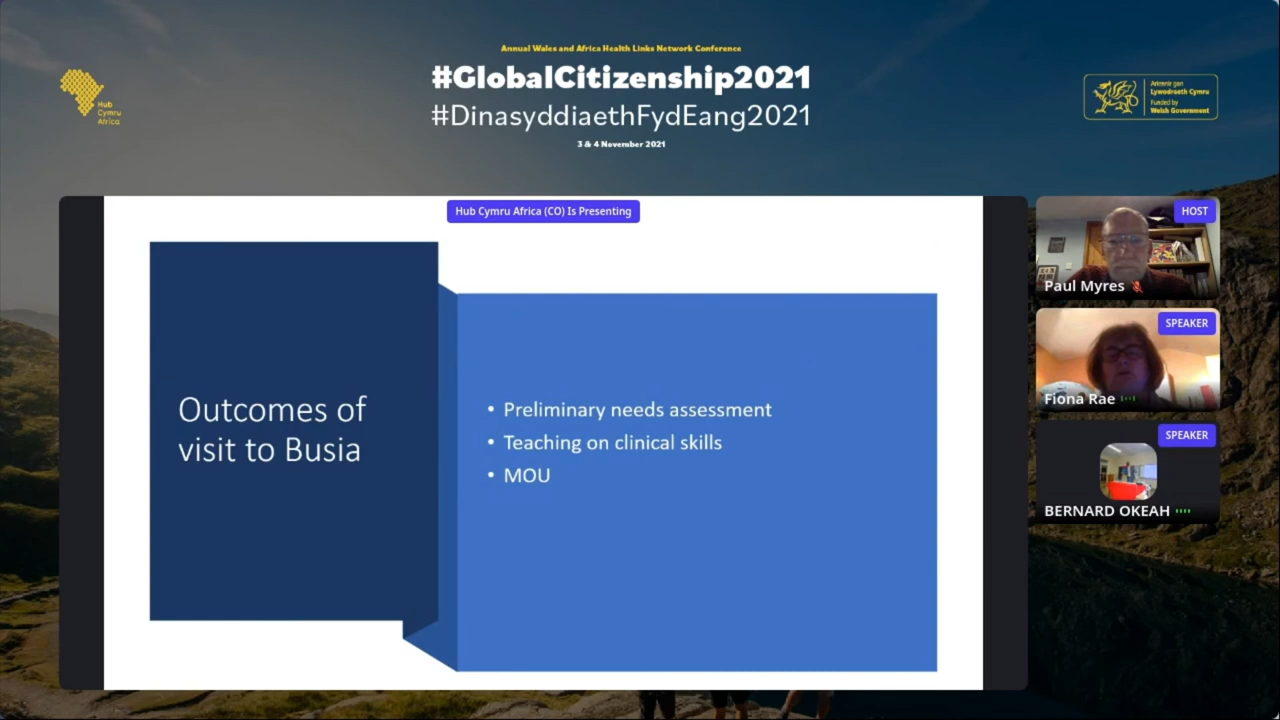 Annual Wales and Africa Health Links Network Conference
#GlobalCitizenship2021
#DinasyddiaethFydEang2021
3 & 4 November 2021
Hub
Cymru
Africa
Ariennir gan
Lywodraeth Cymru
Funded by
Welsh Government
Hub Cymru Africa (CO) Is Presenting
Outcomes of
visit to Busia
• Preliminary needs assessment
• Teaching on clinical skills
• MOU
HOST
Paul Myres
SPEAKER
Fiona Rae
SPEAKER
BERNARD OKEAH